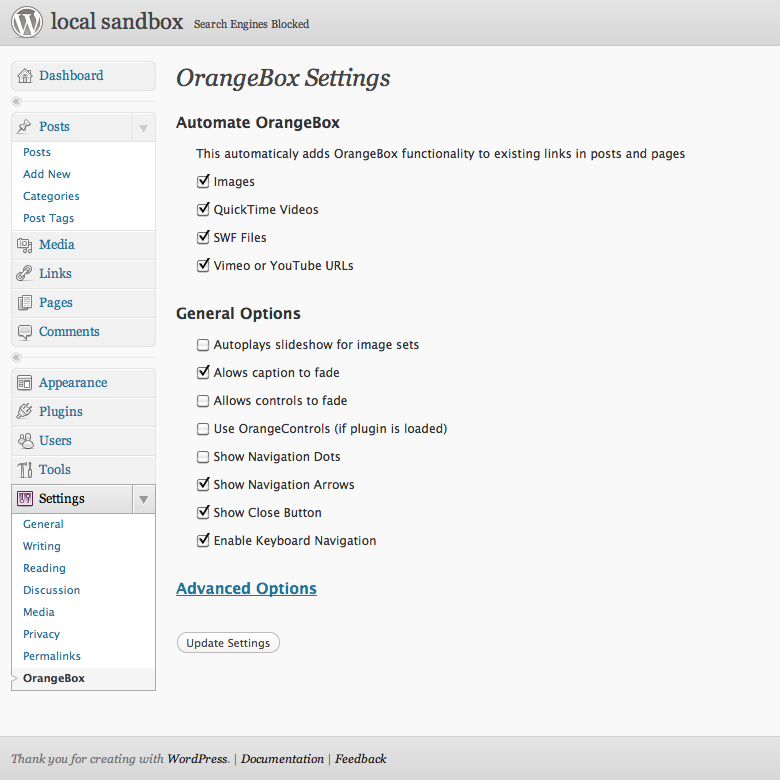 local sandbox Search Engines Blocked
Dashboard
Posts
Posts
Add New
Categories
Post Tags
Media
Links
Pages
Comments
Appearance
Plugins
Users
Tools
Settings
General
Writing
Reading
Discussion
Media
Privacy
Permalinks
OrangeBox
OrangeBox Settings
Automate OrangeBox
This automaticaly adds OrangeBox functionality to existing links in posts and pages
Images
QuickTime Videos
SWF Files
Vimeo or YouTube URLs
General Options
Autoplays slideshow for image sets
Alows caption to fade
Allows controls to fade
Use OrangeControls (if plugin is loaded)
Show Navigation Dots
Show Navigation Arrows
Show Close Button
Enable Keyboard Navigation
Advanced Options
Update Settings
Thank you for creating with WordPress. | Documentation | Feedback